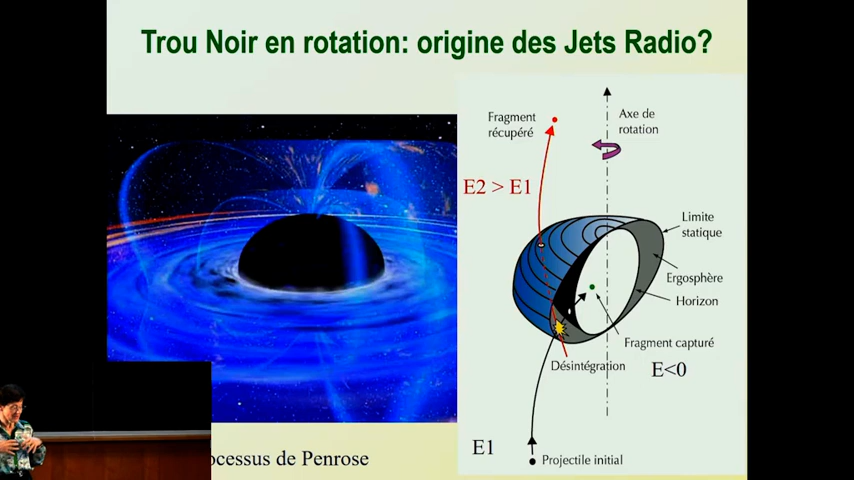 Trou Noir en rotation: origine des Jets Radio?
Fragment
récupéré
Axe de
rotation
E2 > E1
Limite
statique
Ergosphère
Horizon
Fragment capturé
Désintégration
E<0
E1
Projectile initial
de Penrose